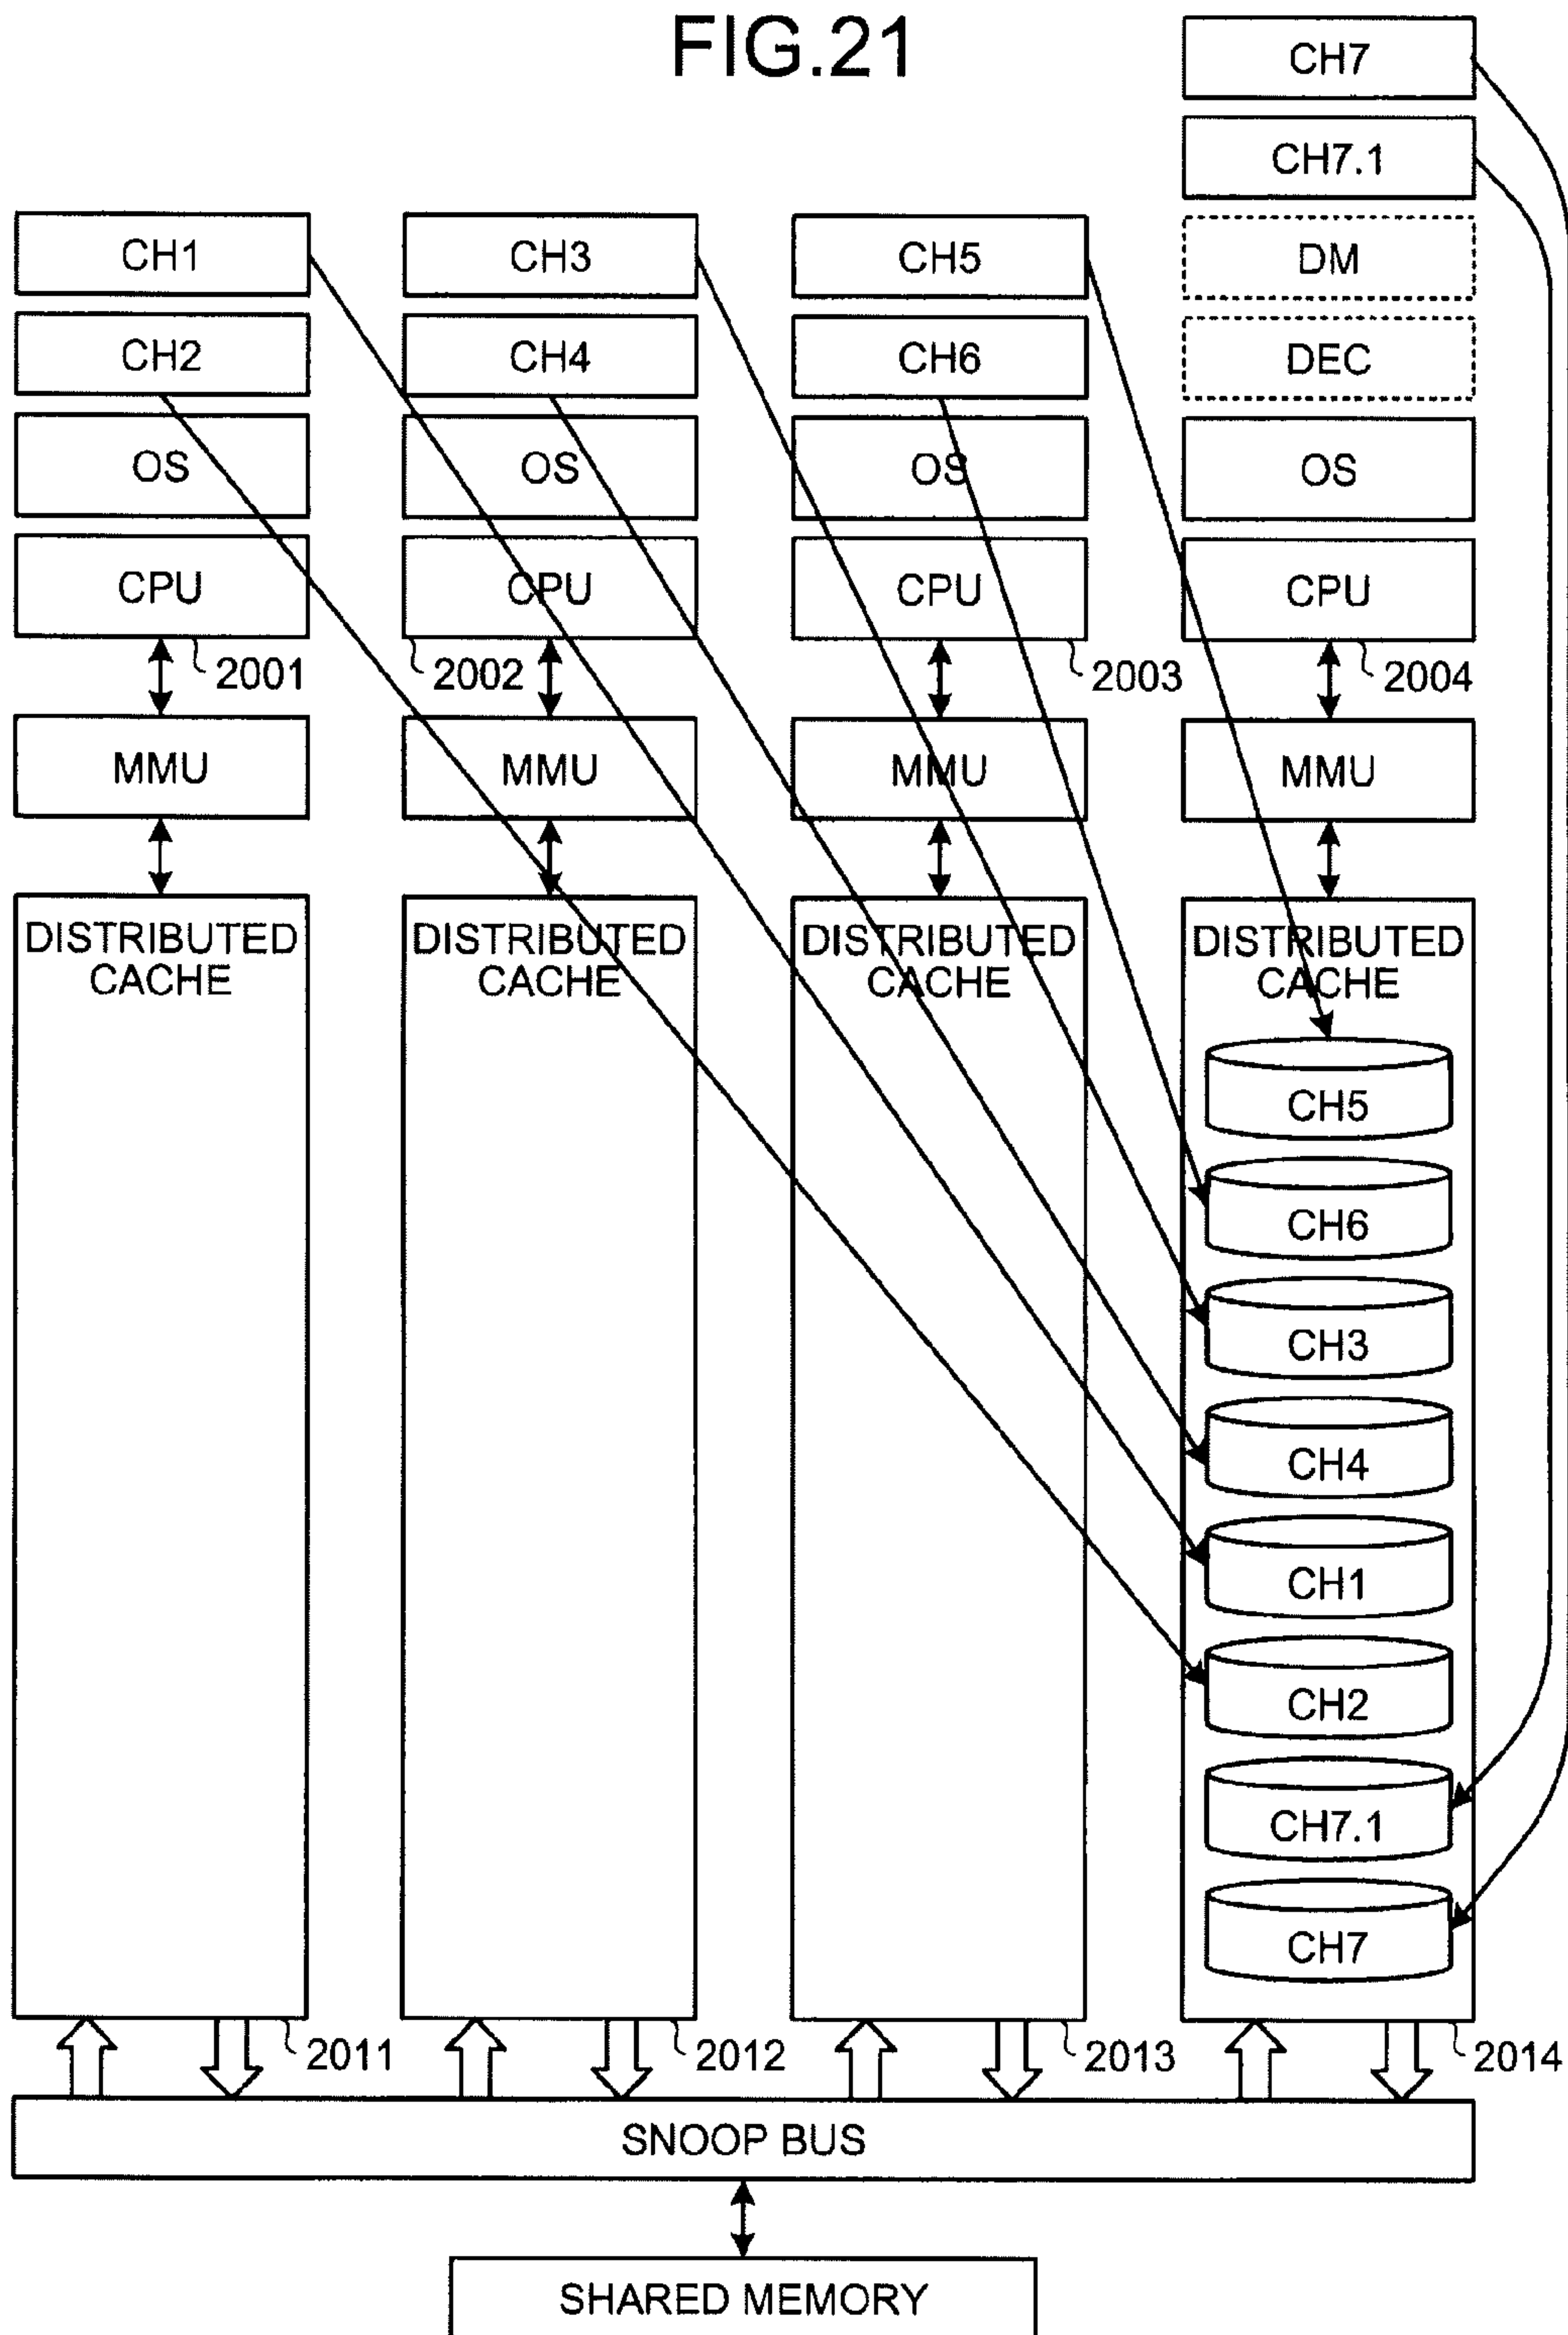 FIG.21
CH7
CH7.1
CH1
CH3
CH5
DM
CH2
CH4
CH6
DEC
OS
OS
OS
OS
CPU
CPU
CPU
CPU
2001
2002
2003
2004
MMU
MMU
MMU
MMU
DISTRIBUTED
CACHE
DISTRIBUTED
CACHE
DISTRIBUTED
CACHE
DISTRIBUTED
CACHE
CH5
CH6
CH3
CH4
CH1
CH2
CH7.1
CH7
2011
2012
2013
2014
SNOOP BUS
SHARED MEMORY